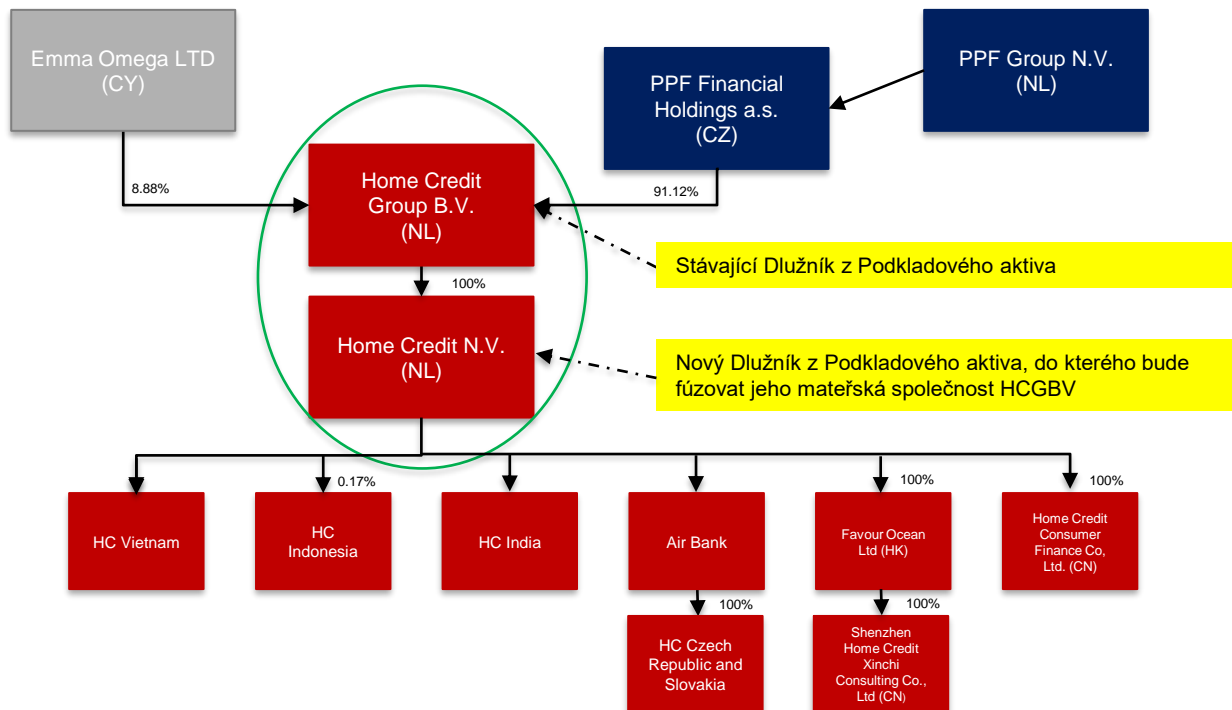 Emma Omega LTD
(CY)
PPF Financial
Holdings a.s.
(CZ)
PPF Group N.V.
(NL)
8.88%
91.12%
Home Credit
Group B.V.
(NL)
Stávající Dlužník z Podkladového aktiva
100%
Home Credit N.V.
(NL)
Nový Dlužník z Podkladového aktiva, do kterého bude
fúzovat jeho mateřská společnost HCGBV
0.17%
100%
100%
HC Vietnam
HC
Indonesia
HC India
Air Bank
Favour Ocean
Ltd (HK)
Home Credit
Consumer
Finance Co,
Ltd. (CN)
100%
100%
HC Czech
Republic and
Slovakia
Shenzhen
Home Credit
Xinchi
Consulting Co.,
Ltd (CN)